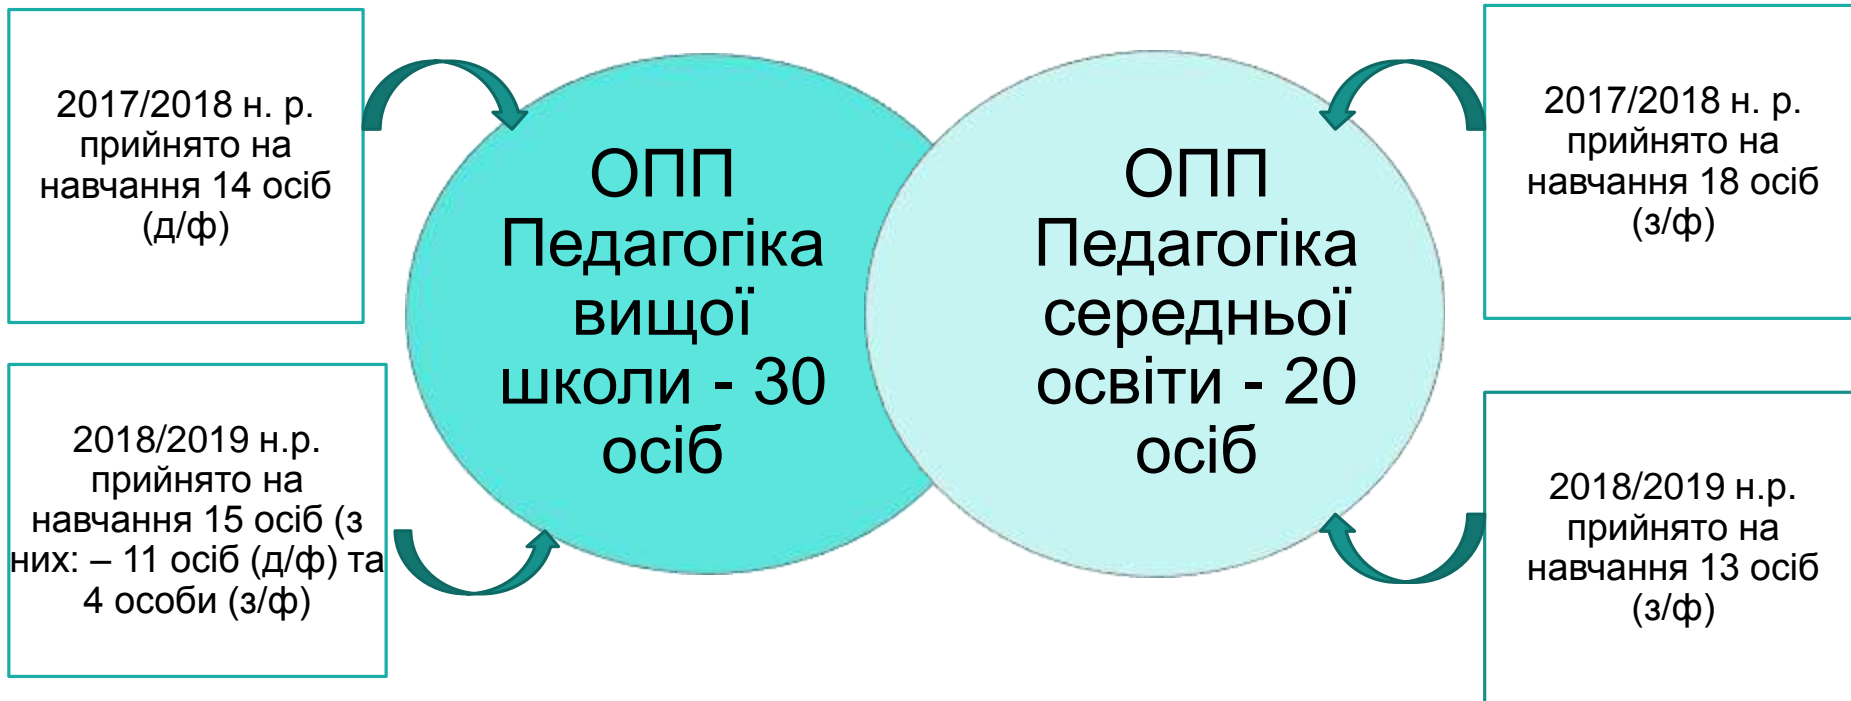 2017/2018 н. р.
прийнято на
навчання 14 осіб
(д/ф)
2018/2019 н.р.
прийнято на
навчання 15 осіб (з
них: – 11 осіб (д/ф) та
4 особи (з/ф)
ОПП
Педагогіка
вищої
школи - 30
осіб
ОПП
Педагогіка
середньої
освіти - 20
осіб
2017/2018 н. р.
прийнято на
навчання 18 осіб
(з/ф)
2018/2019 н.р.
прийнято на
навчання 13 осіб
(з/ф)